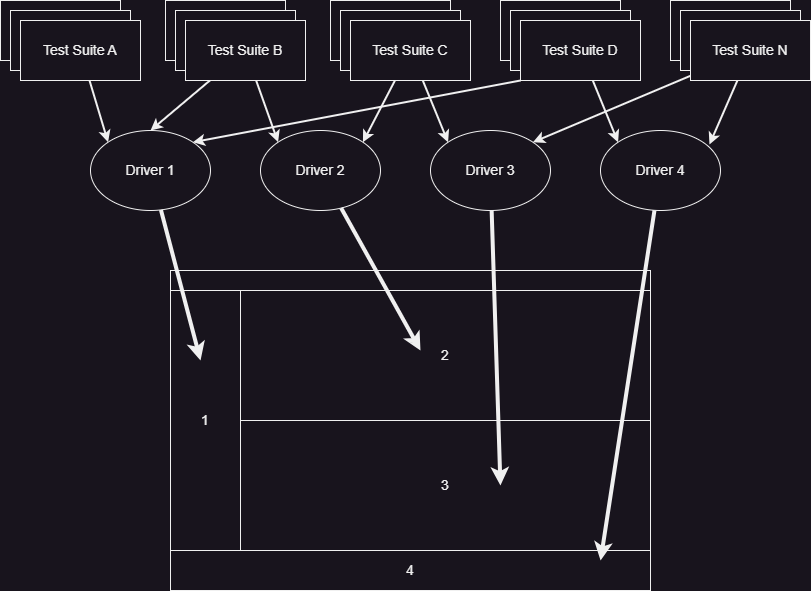 Test Suite A
Test Suite B
Test Suite C
Test Suite D
Test Suite N
Driver 1
Driver 2
Driver 3
Driver 4
2
1
3
4